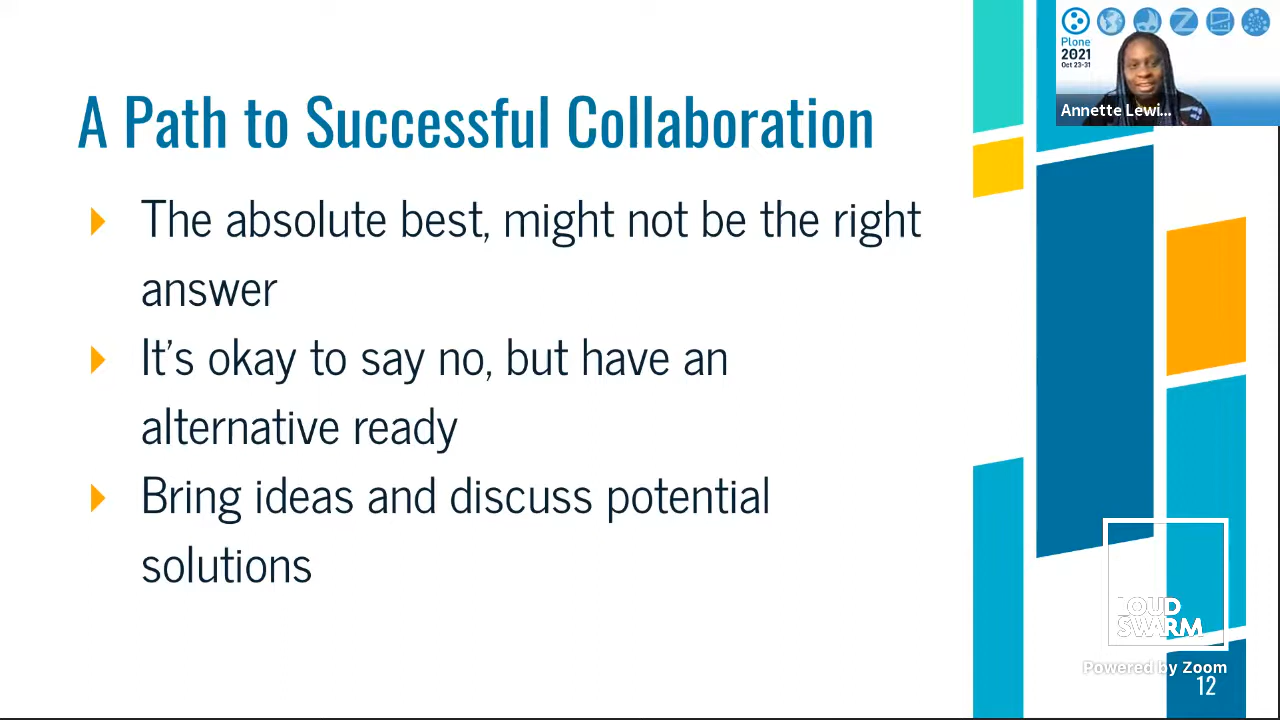 A Path to Successful Collaboration
The absolute best, might not be the right
answer
It's okay to say no, but have an
alternative ready
Bring ideas and discuss potential
solutions
Plone
2021
Oct 23-31
Annette Lewi...
LOUD
SWARM
Powered by Zoom
12